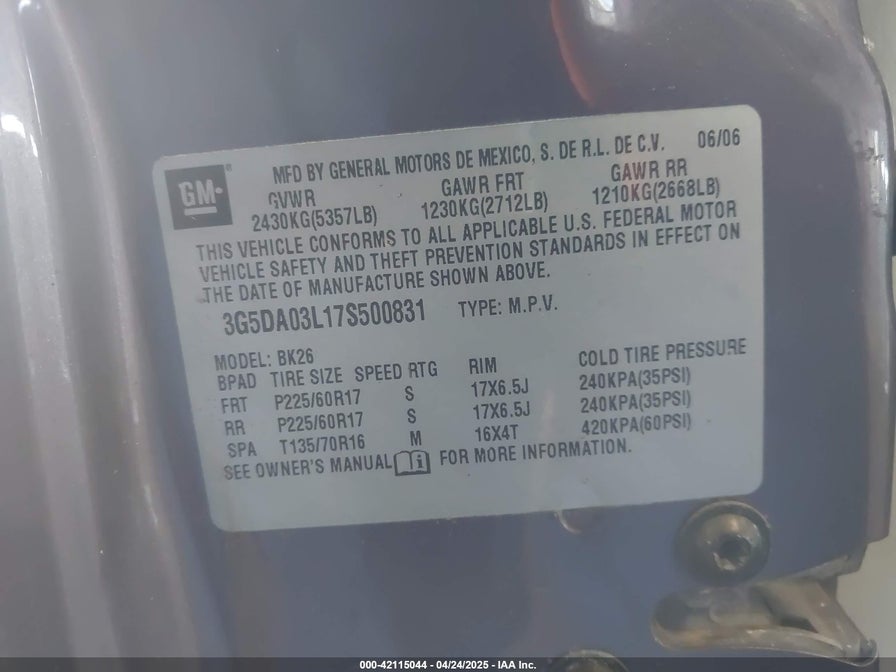 GM®
MFD BY GENERAL MOTORS DE MEXICO, S. DE R.L. DE C.V. 06/06
GVWR GAWR FRT GAWR RR
2430KG(5357LB) 1230KG(2712LB) 1210KG(2668LB)
THIS VEHICLE CONFORMS TO ALL APPLICABLE U.S. FEDERAL MOTOR
VEHICLE SAFETY AND THEFT PREVENTION STANDARDS IN EFFECT ON
THE DATE OF MANUFACTURE SHOWN ABOVE.
3G5DA03L17S500831 TYPE: M.P.V.
MODEL: BK26
BPAD TIRE SIZE SPEED RTG RIM COLD TIRE PRESSURE
FRT P225/60R17 S 17X6.5J 240KPA(35PSI)
RR P225/60R17 S 17X6.5J 240KPA(35PSI)
SPA T135/70R16 M 16X4T 420KPA(60PSI)
SEE OWNER'S MANUAL i FOR MORE INFORMATION.
000-42115044 - 04/24/2025 - IAA Inc.